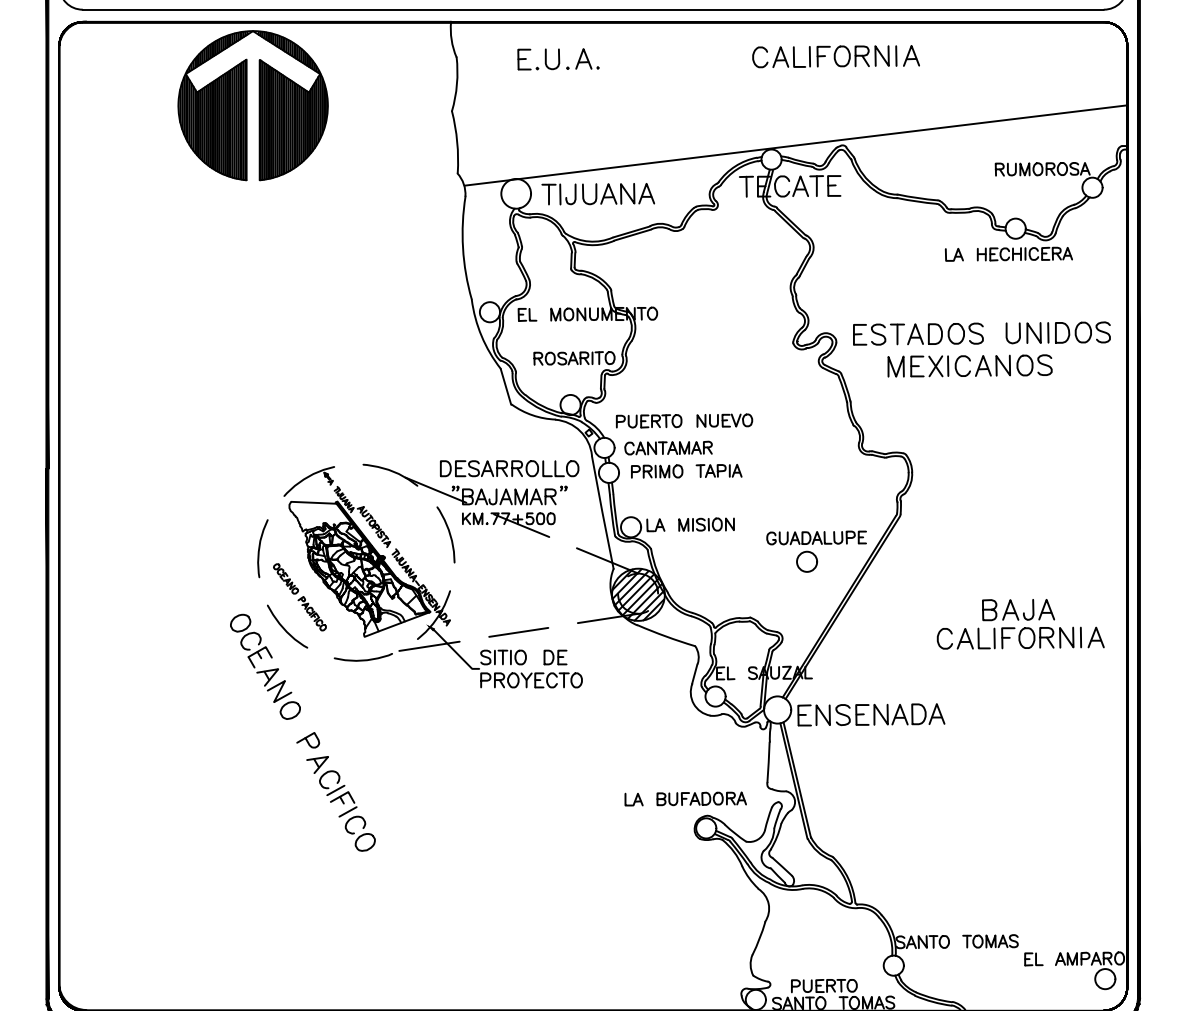 E.U.A. CALIFORNIA
RUMOROSA
TIJUANA
TECATE
LA HECHICERA
EL MONUMENTO
ESTADOS UNIDOS
MEXICANOS
ROSARITO
PUERTO NUEVO
CANTAMAR
PRIMO TAPIA
DESARROLLO
"BAJAMAR"
KM.77+500
A TIJUANA
AUTOPISTA TIJUANA-ENSENADA
OCEANO PACIFICO
LA MISION
GUADALUPE
BAJA
CALIFORNIA
OCEANO PACIFICO
SITIO DE
PROYECTO
EL SAUZAL
ENSENADA
LA BUFADORA
SANTO TOMAS
EL AMPARO
PUERTO
SANTO TOMAS